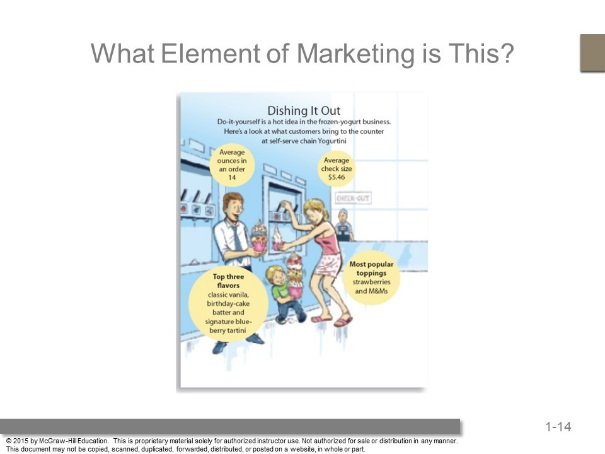 What Element of Marketing is This?
Dishing It Out
Do-it-yourself is a hot idea in the frozen-yogurt business.
Here's a look at what customers bring to the counter
at self-serve chain Yogurtini
Average
ounces in
an order
14
Average
check size
$5.46
CHECK-OUT
Most popular
toppings
strawberries
and M&Ms
Top three
flavors
classic vanila,
birthday-cake
batter and
signature blue-
berry tartini
1-14
© 2015 by McGraw-Hill Education. This is proprietary material solely for authorized instructor use. Not authorized for sale or distribution in any manner.
This document may not be copied, scanned, duplicated, forwarded, distributed, or posted on a website, in whole or part.